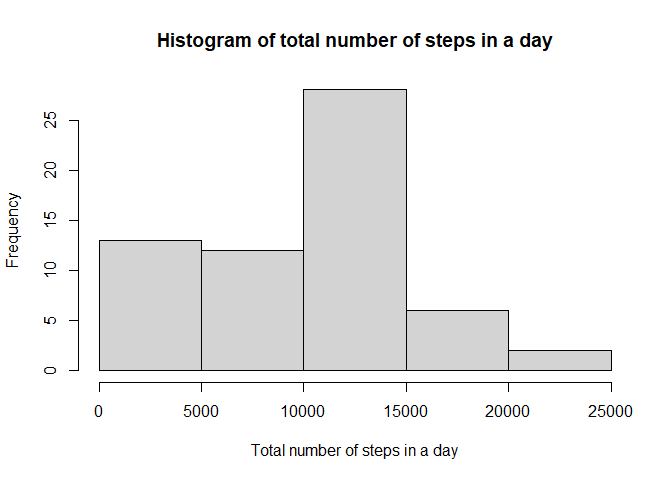 Histogram of total number of steps in a day
Frequency
25
20
15
10
5
0
0 5000 10000 15000 20000 25000
Total number of steps in a day